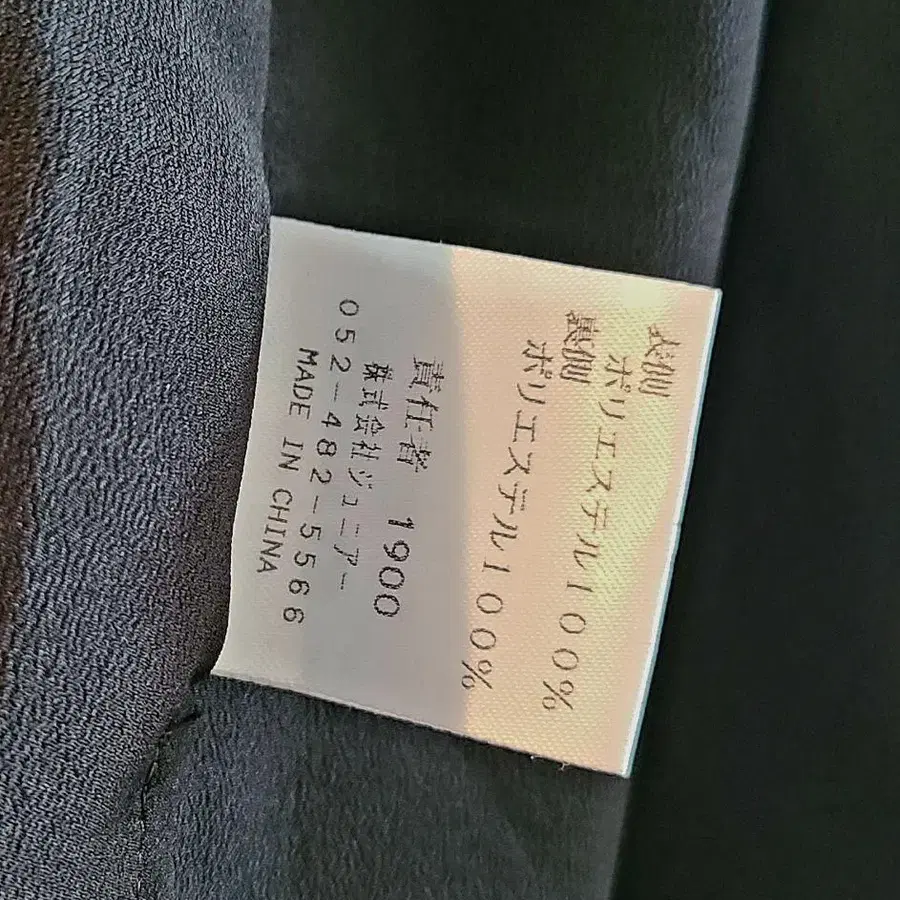 表側
ポリエステル100%
裏側
ポリエステル100%
責任者 1900
株式会社ジュニアー
052-482-5566
MADE IN CHINA